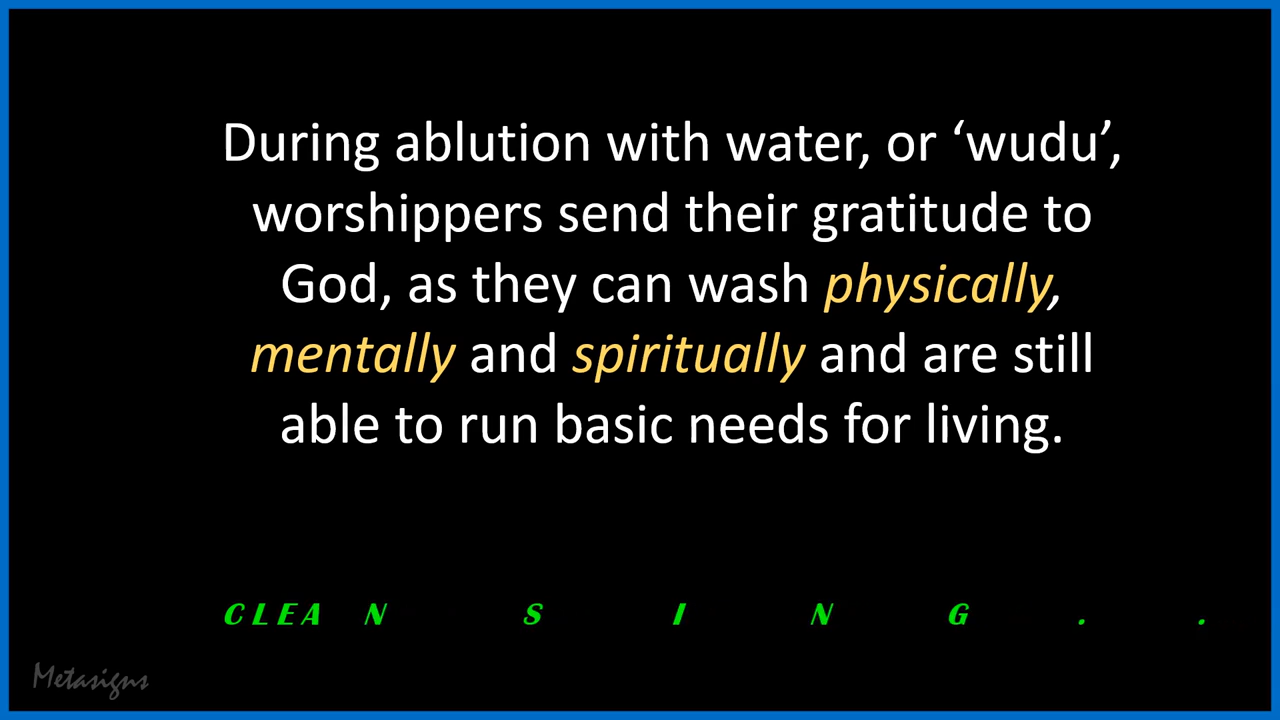 During ablution with water, or ‘wudu’,
worshippers send their gratitude to
God, as they can wash physically,
mentally and spiritually and are still
able to run basic needs for living.
CLEANSING..
Metasigns